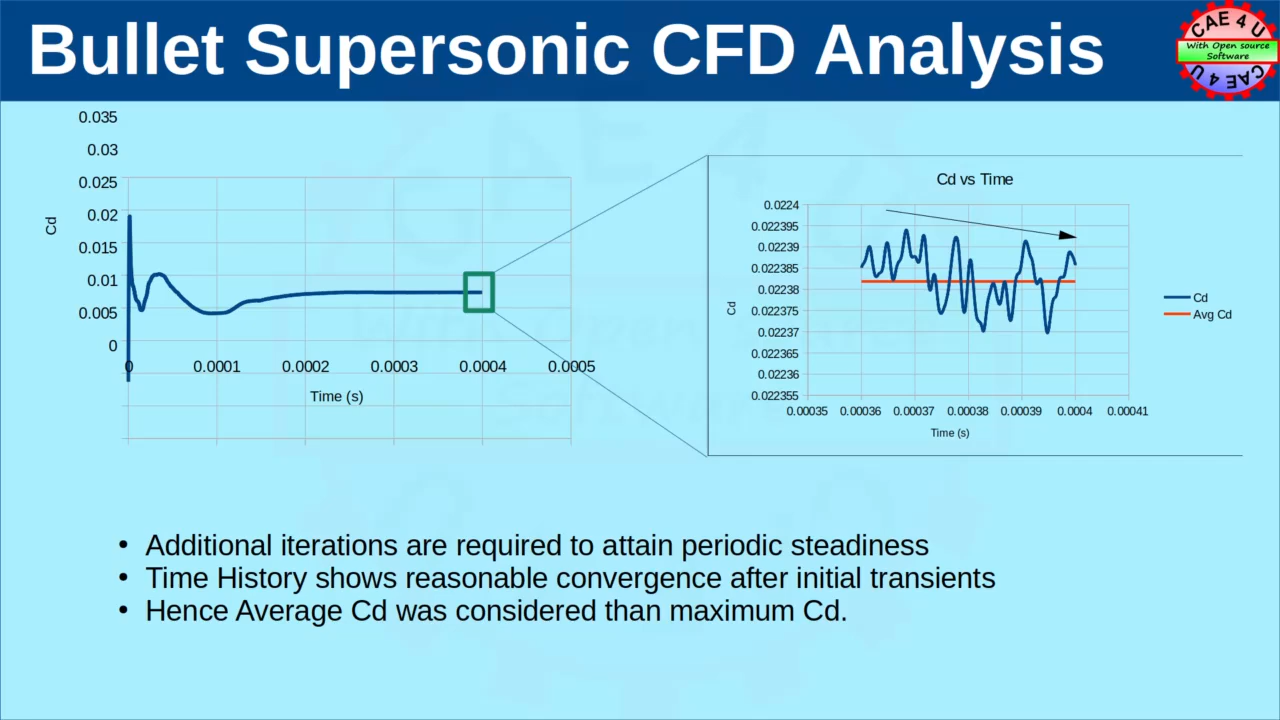 Bullet Supersonic CFD Analysis
CAE 4 U
With Open source
Software
CAE 4 U
0.035
0.03
0.025
0.02
0.015
0.01
0.005
0
Cd
0 0.0001 0.0002 0.0003 0.0004 0.0005
Time (s)
Cd vs Time
0.0224
0.022395
0.02239
0.022385
0.02238
0.022375
0.02237
0.022365
0.02236
0.022355
Cd
0.00035 0.00036 0.00037 0.00038 0.00039 0.0004 0.00041
Time (s)
Cd
Avg Cd
• Additional iterations are required to attain periodic steadiness
• Time History shows reasonable convergence after initial transients
• Hence Average Cd was considered than maximum Cd.